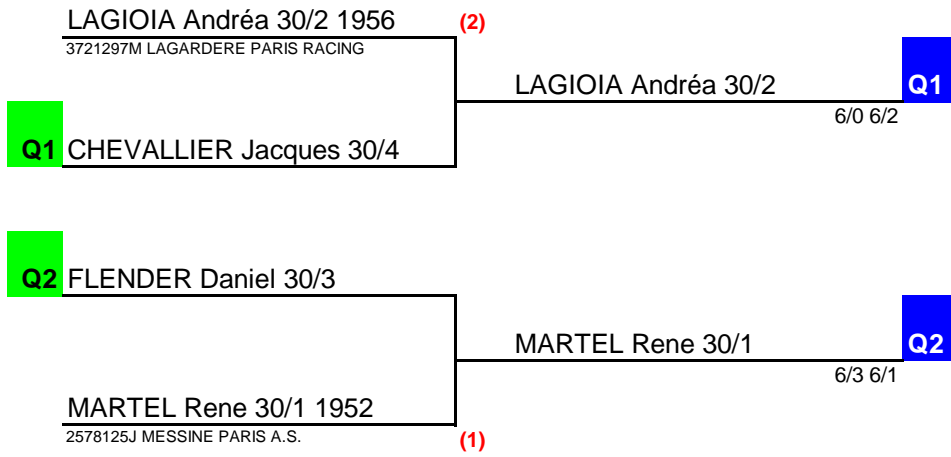 LAGIOIA Andréa 30/2 1956 (2)
3721297M LAGARDERE PARIS RACING
LAGIOIA Andréa 30/2 Q1
6/0 6/2
Q1 CHEVALLIER Jacques 30/4
Q2 FLENDER Daniel 30/3
MARTEL Rene 30/1 Q2
6/3 6/1
MARTEL Rene 30/1 1952
2578125J MESSINE PARIS A.S. (1)